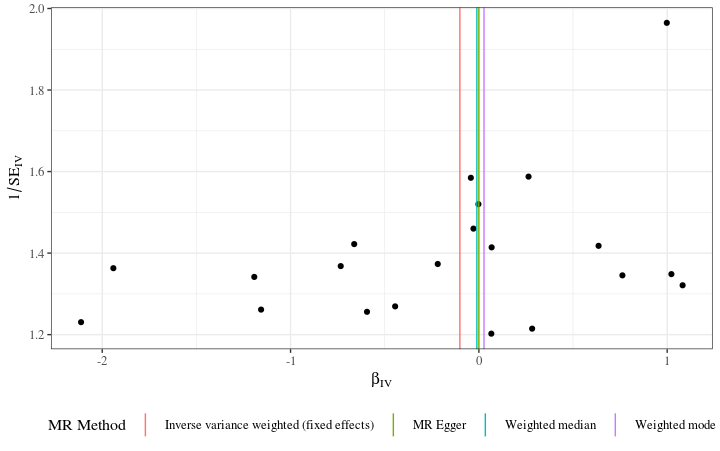 2.0
1.8
1.6
1.4
1.2
1/SE_IV
-2
-1
0
1
β_IV
MR Method
Inverse variance weighted (fixed effects)
MR Egger
Weighted median
Weighted mode